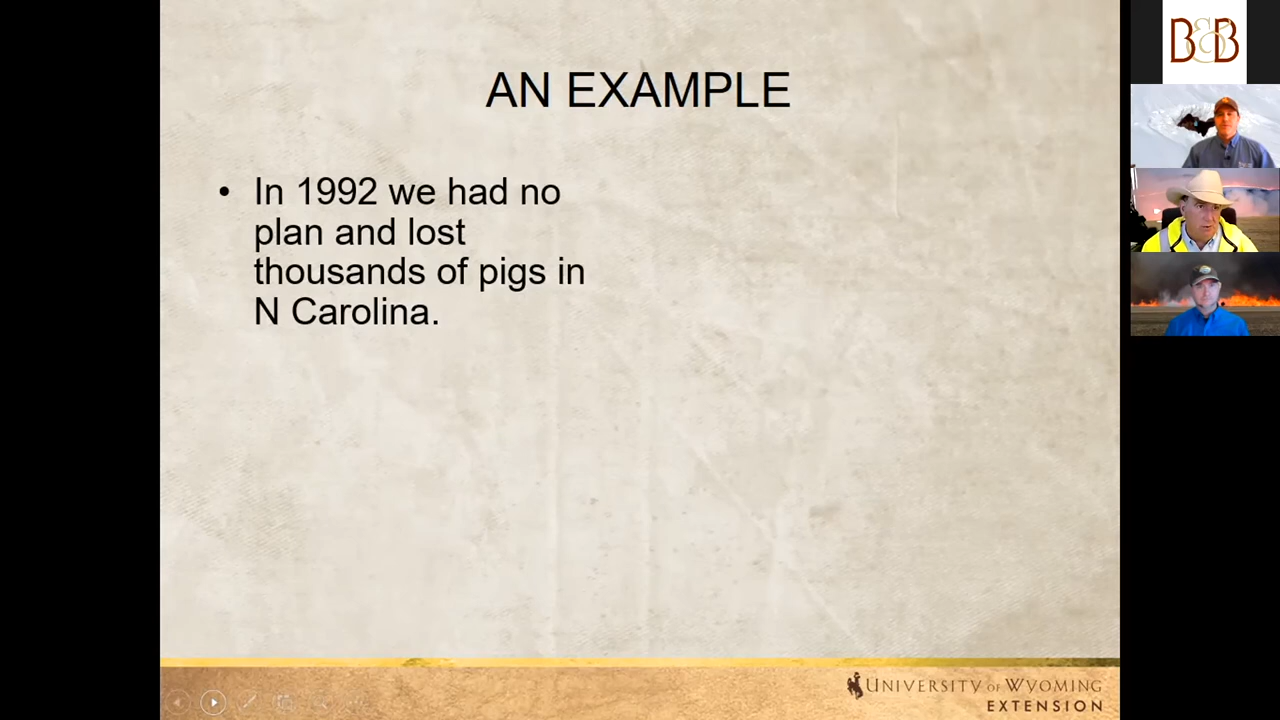 AN EXAMPLE
• In 1992 we had no
plan and lost
thousands of pigs in
N Carolina.
UNIVERSITY OF WYOMING
EXTENSION
B&B